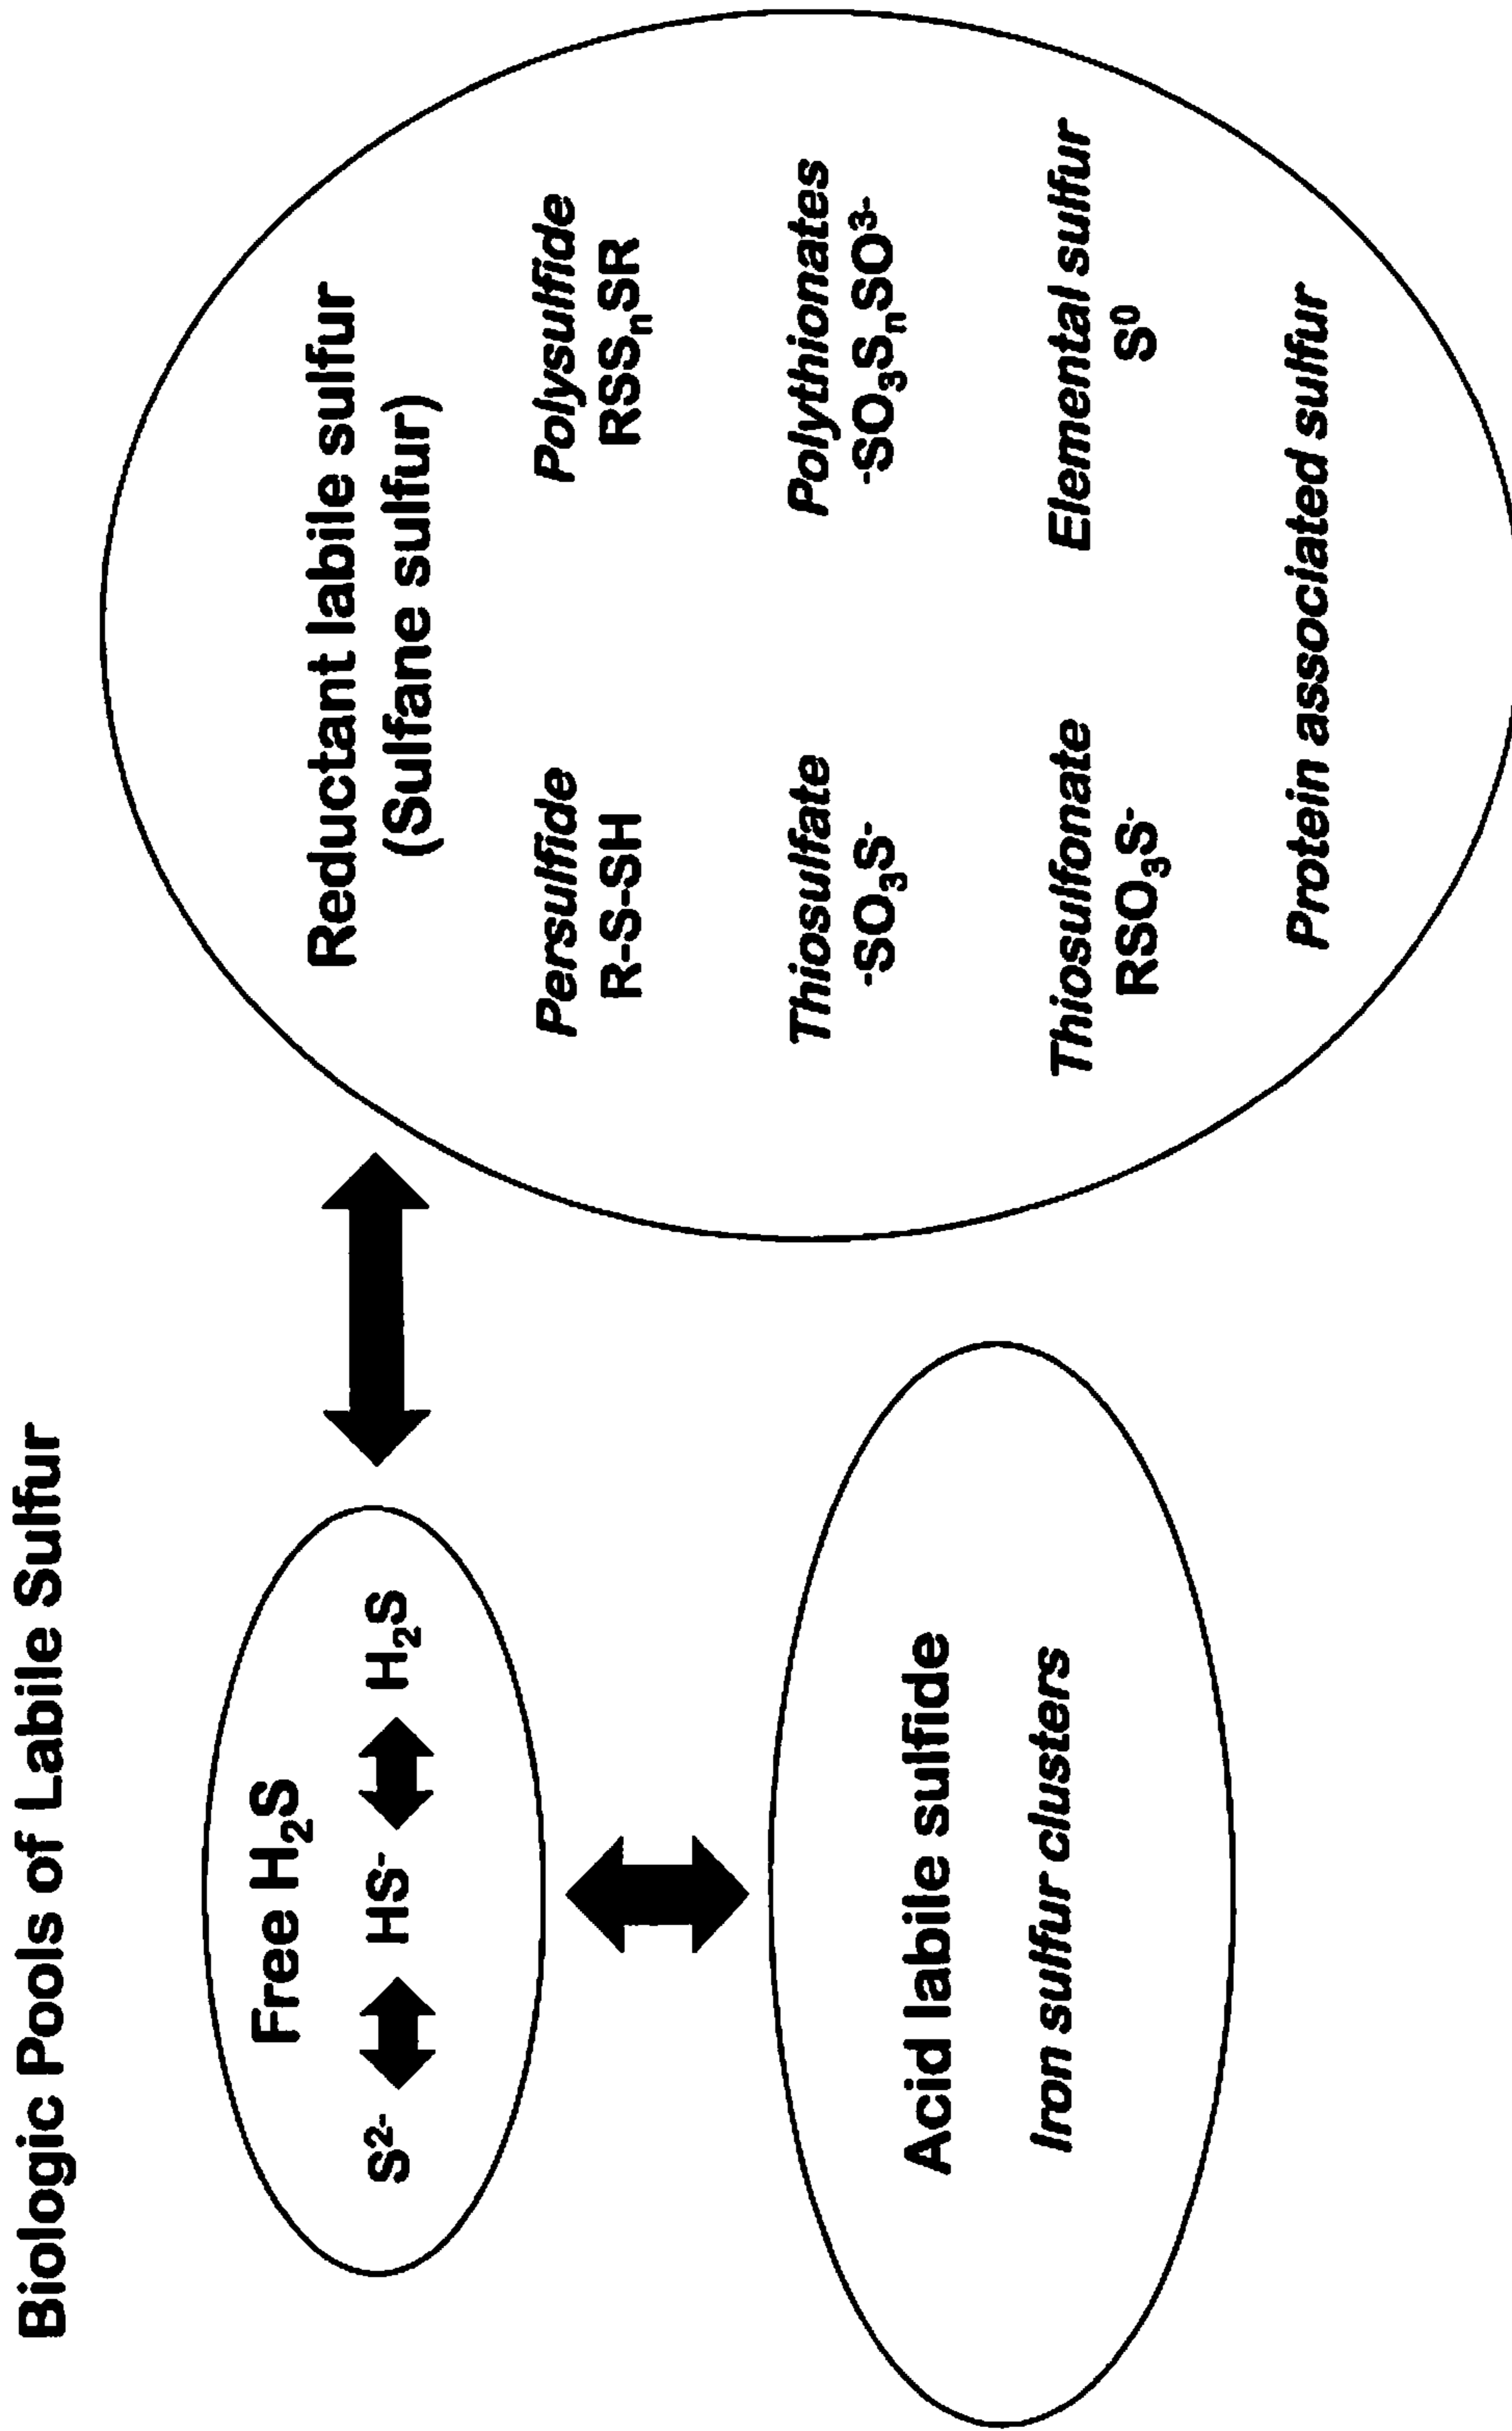 Biologic Pools of Labile Sulfur
Free H₂S
S²⁻ HS⁻ H₂S
Acid labile sulfide
Iron sulfur clusters
Reductant labile sulfur
(Sulfane sulfur)
Persulfide
R-S-SH
Polysulfide
RSSₙSR
Thiosulfate
⁻SO₃S⁻
Polythionates
⁻SO₃SₙSO³⁻
Thiosulfonate
RSO₃S⁻
Elemental sulfur
S⁰
Protein associated sulfur